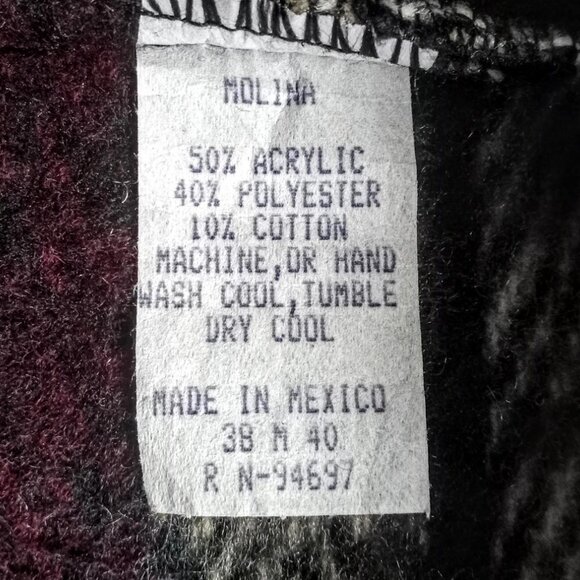 MOLINA
50% ACRYLIC
40% POLYESTER
10% COTTON
MACHINE,OR HAND
WASH COOL,TUMBLE
DRY COOL
MADE IN MEXICO
38 M 40
R N-94697